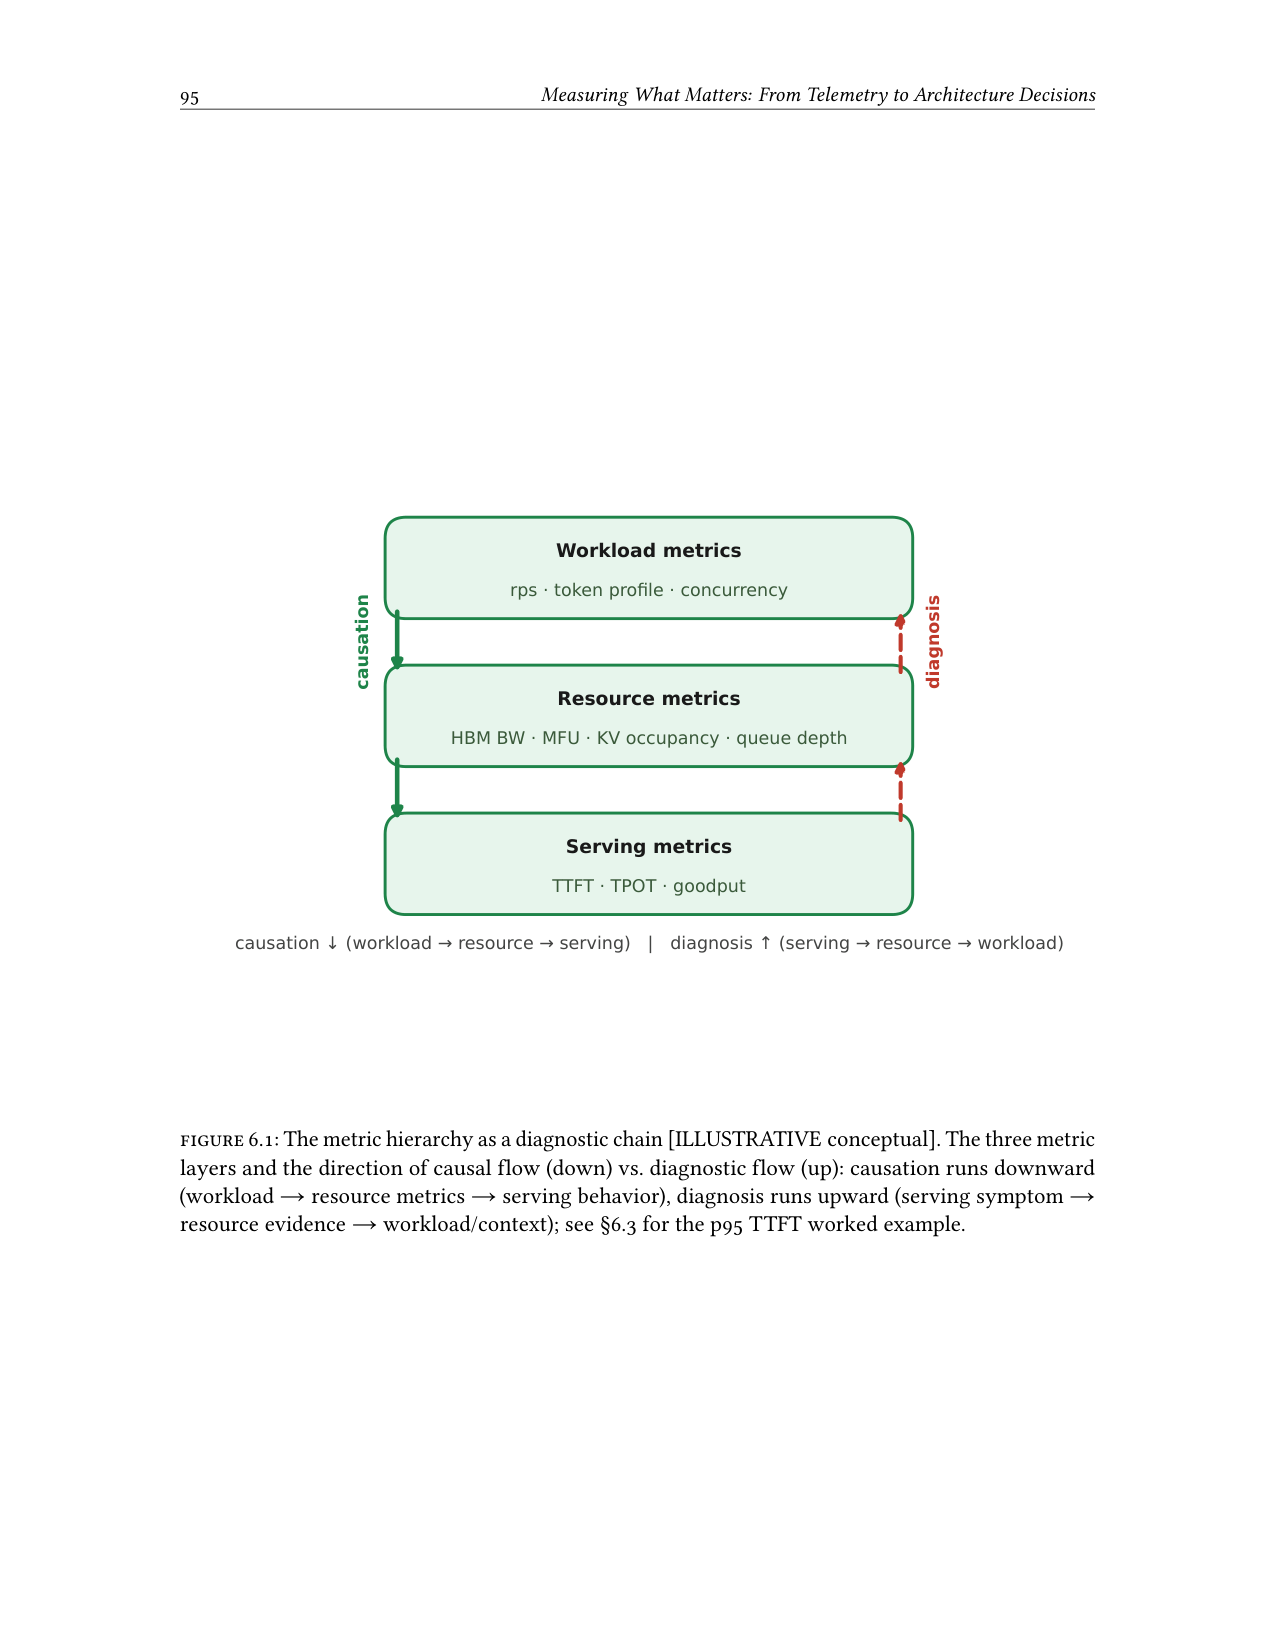 95 Measuring What Matters: From Telemetry to Architecture Decisions
Workload metrics
rps · token profile · concurrency
causation
diagnosis
Resource metrics
HBM BW · MFU · KV occupancy · queue depth
Serving metrics
TTFT · TPOT · goodput
causation ↓ (workload → resource → serving) | diagnosis ↑ (serving → resource → workload)
FIGURE 6.1: The metric hierarchy as a diagnostic chain [ILLUSTRATIVE conceptual]. The three metric
layers and the direction of causal flow (down) vs. diagnostic flow (up): causation runs downward
(workload ⟶ resource metrics ⟶ serving behavior), diagnosis runs upward (serving symptom ⟶
resource evidence ⟶ workload/context); see §6.3 for the p95 TTFT worked example.